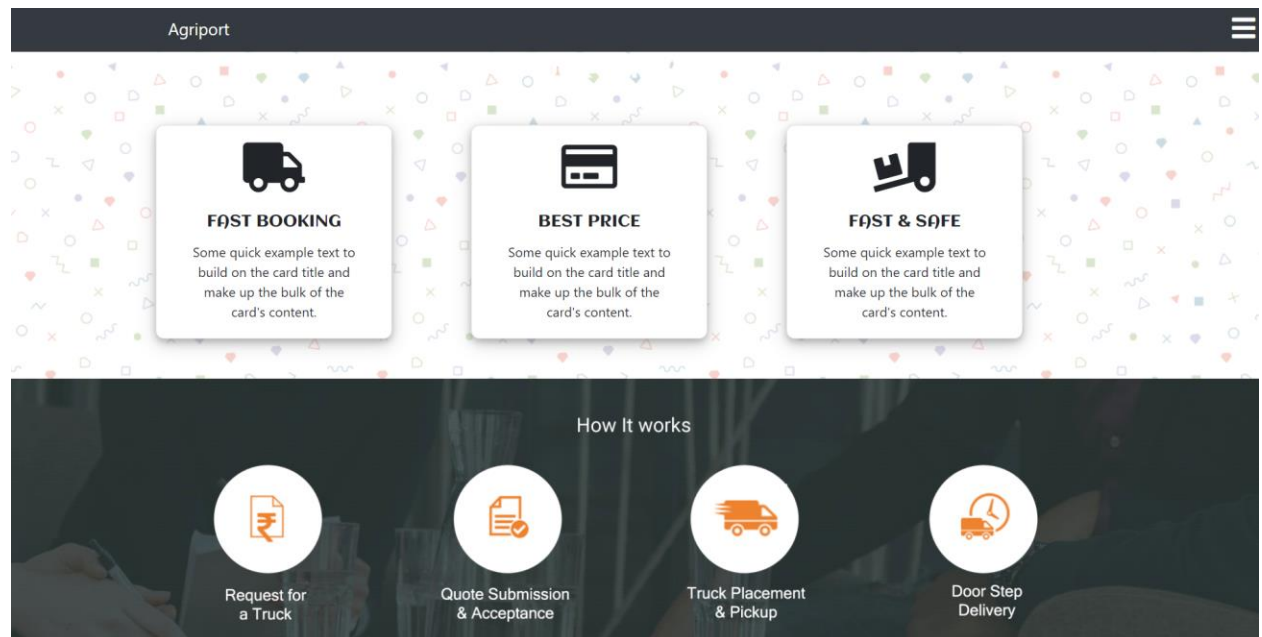 Agriport
FAST BOOKING
Some quick example text to
build on the card title and
make up the bulk of the
card's content.
BEST PRICE
Some quick example text to
build on the card title and
make up the bulk of the
card's content.
FAST & SAFE
Some quick example text to
build on the card title and
make up the bulk of the
card's content.
How It works
₹
Request for
a Truck
Quote Submission
& Acceptance
Truck Placement
& Pickup
Door Step
Delivery